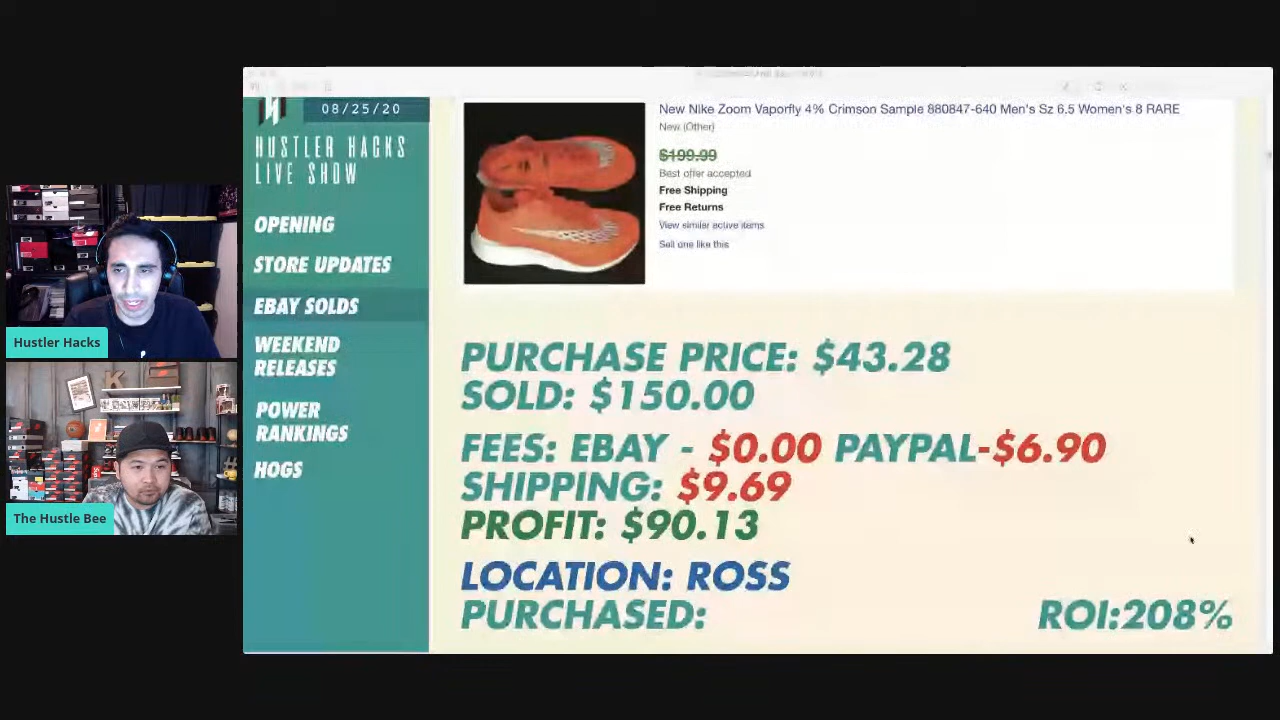 08/25/20
HUSTLER HACKS
LIVE SHOW
OPENING
STORE UPDATES
EBAY SOLDS
WEEKEND
RELEASES
POWER
RANKINGS
HOGS
Hustler Hacks
The Hustle Bee
New Nike Zoom Vaporfly 4% Crimson Sample 880847-640 Men's Sz 6.5 Women's 8 RARE
New (Other)
$199.99
Best offer accepted
Free Shipping
Free Returns
View similar active items
Sell one like this
PURCHASE PRICE: $43.28
SOLD: $150.00
FEES: EBAY - $0.00 PAYPAL-$6.90
SHIPPING: $9.69
PROFIT: $90.13
LOCATION: ROSS
PURCHASED:
ROI:208%